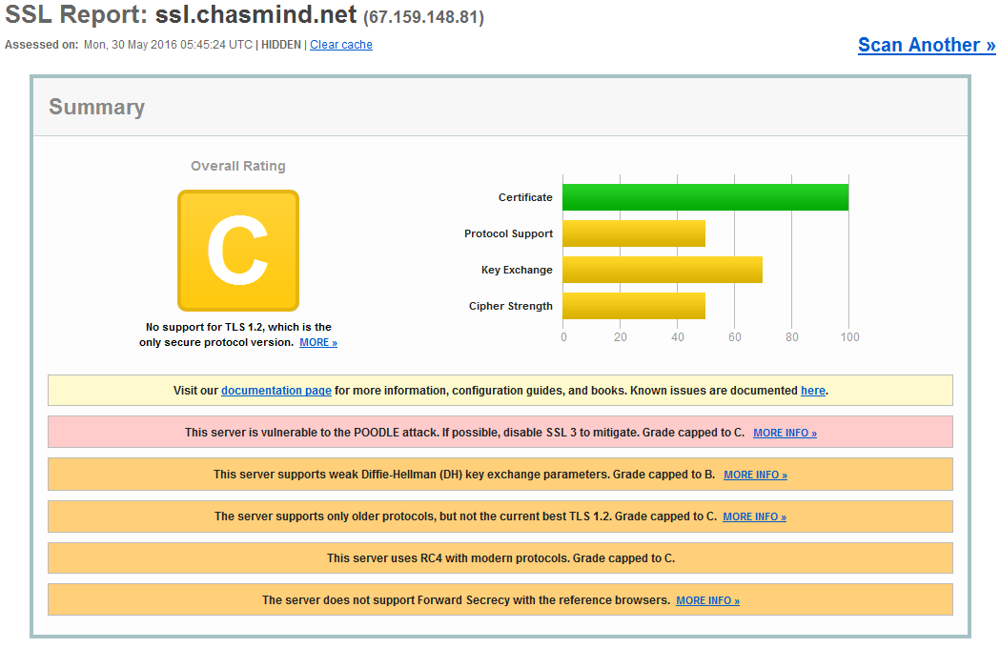 SSL Report: ssl.chasmind.net (67.159.148.81)
Assessed on: Mon, 30 May 2016 05:45:24 UTC | HIDDEN | Clear cache
Scan Another »
Summary
Overall Rating
C
No support for TLS 1.2, which is the
only secure protocol version. MORE »
Certificate
Protocol Support
Key Exchange
Cipher Strength
0 20 40 60 80 100
Visit our documentation page for more information, configuration guides, and books. Known issues are documented here.
This server is vulnerable to the POODLE attack. If possible, disable SSL 3 to mitigate. Grade capped to C. MORE INFO »
This server supports weak Diffie-Hellman (DH) key exchange parameters. Grade capped to B. MORE INFO »
The server supports only older protocols, but not the current best TLS 1.2. Grade capped to C. MORE INFO »
This server uses RC4 with modern protocols. Grade capped to C.
The server does not support Forward Secrecy with the reference browsers. MORE INFO »